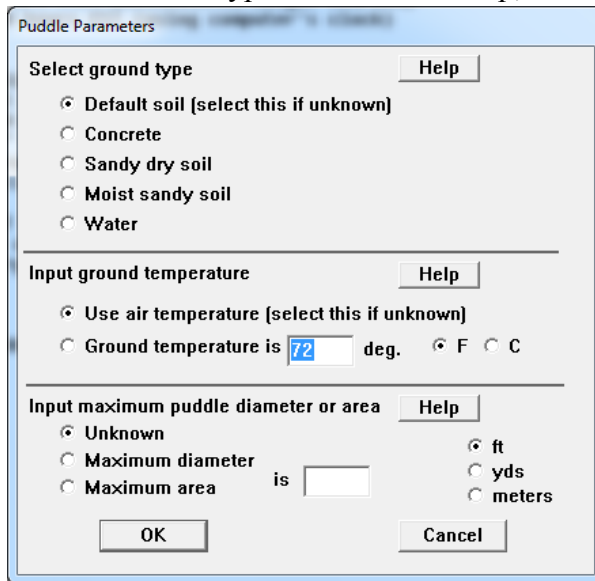 Puddle Parameters
Select ground type Help
Default soil (select this if unknown)
Concrete
Sandy dry soil
Moist sandy soil
Water
Input ground temperature Help
Use air temperature (select this if unknown)
Ground temperature is 72 deg. F C
Input maximum puddle diameter or area Help
Unknown
Maximum diameter
Maximum area
is
ft
yds
meters
OK Cancel